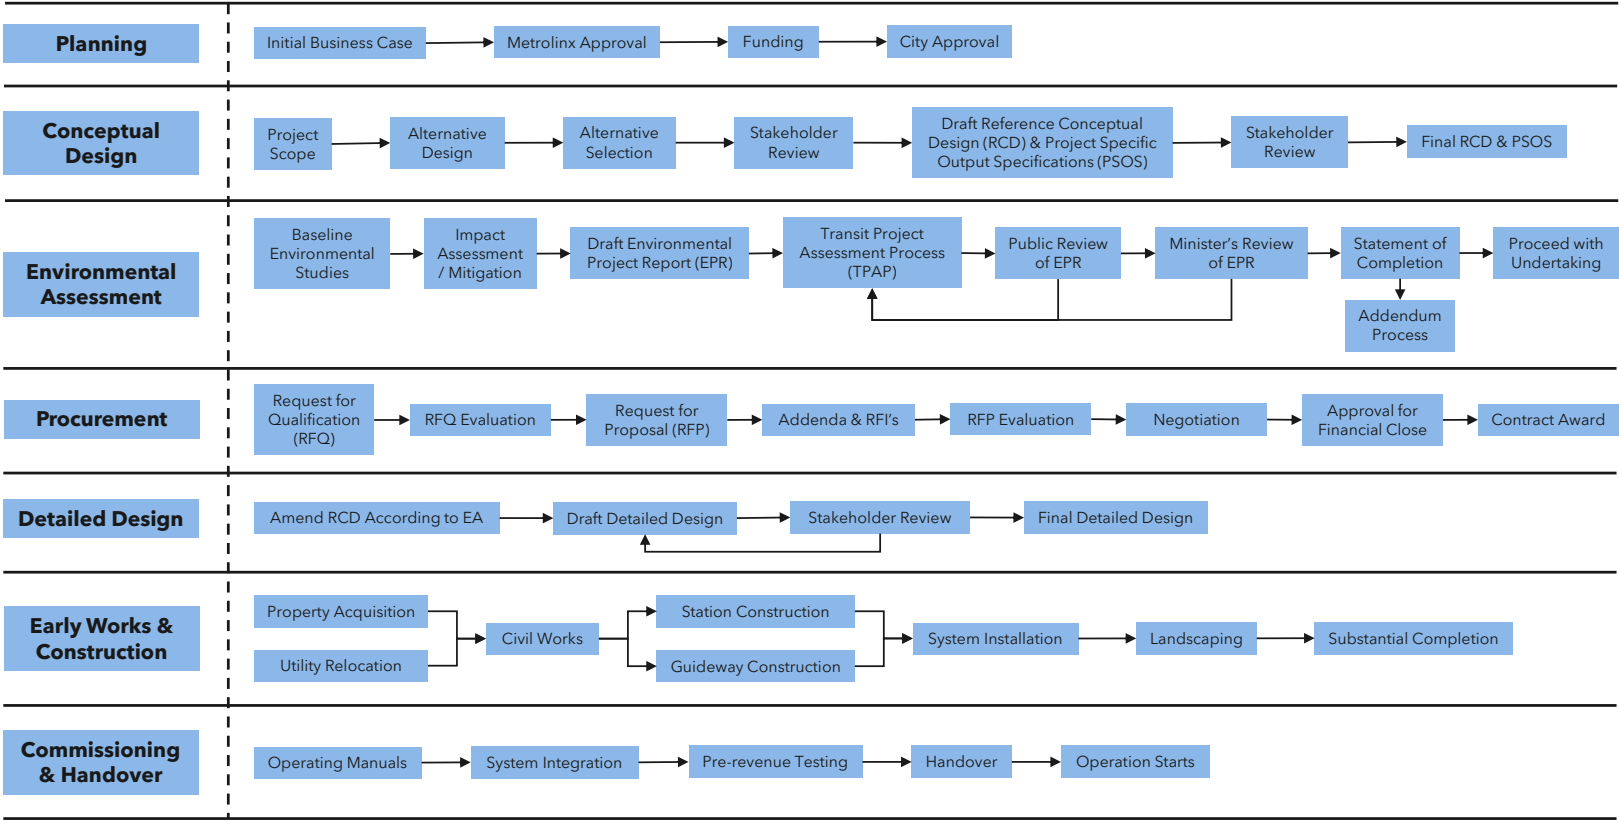 Planning
Initial Business Case
Metrolinx Approval
Funding
City Approval
Conceptual
Design
Project
Scope
Alternative
Design
Alternative
Selection
Stakeholder
Review
Draft Reference Conceptual
Design (RCD) & Project Specific
Output Specifications (PSOS)
Stakeholder
Review
Final RCD & PSOS
Environmental
Assessment
Baseline
Environmental
Studies
Impact
Assessment
/ Mitigation
Draft Environmental
Project Report (EPR)
Transit Project
Assessment Process
(TPAP)
Public Review
of EPR
Minister's Review
of EPR
Statement of
Completion
Proceed with
Undertaking
Addendum
Process
Procurement
Request for
Qualification
(RFQ)
RFQ Evaluation
Request for
Proposal (RFP)
Addenda & RFI's
RFP Evaluation
Negotiation
Approval for
Financial Close
Contract Award
Detailed Design
Amend RCD According to EA
Draft Detailed Design
Stakeholder Review
Final Detailed Design
Early Works &
Construction
Property Acquisition
Utility Relocation
Civil Works
Station Construction
Guideway Construction
System Installation
Landscaping
Substantial Completion
Commissioning
& Handover
Operating Manuals
System Integration
Pre-revenue Testing
Handover
Operation Starts